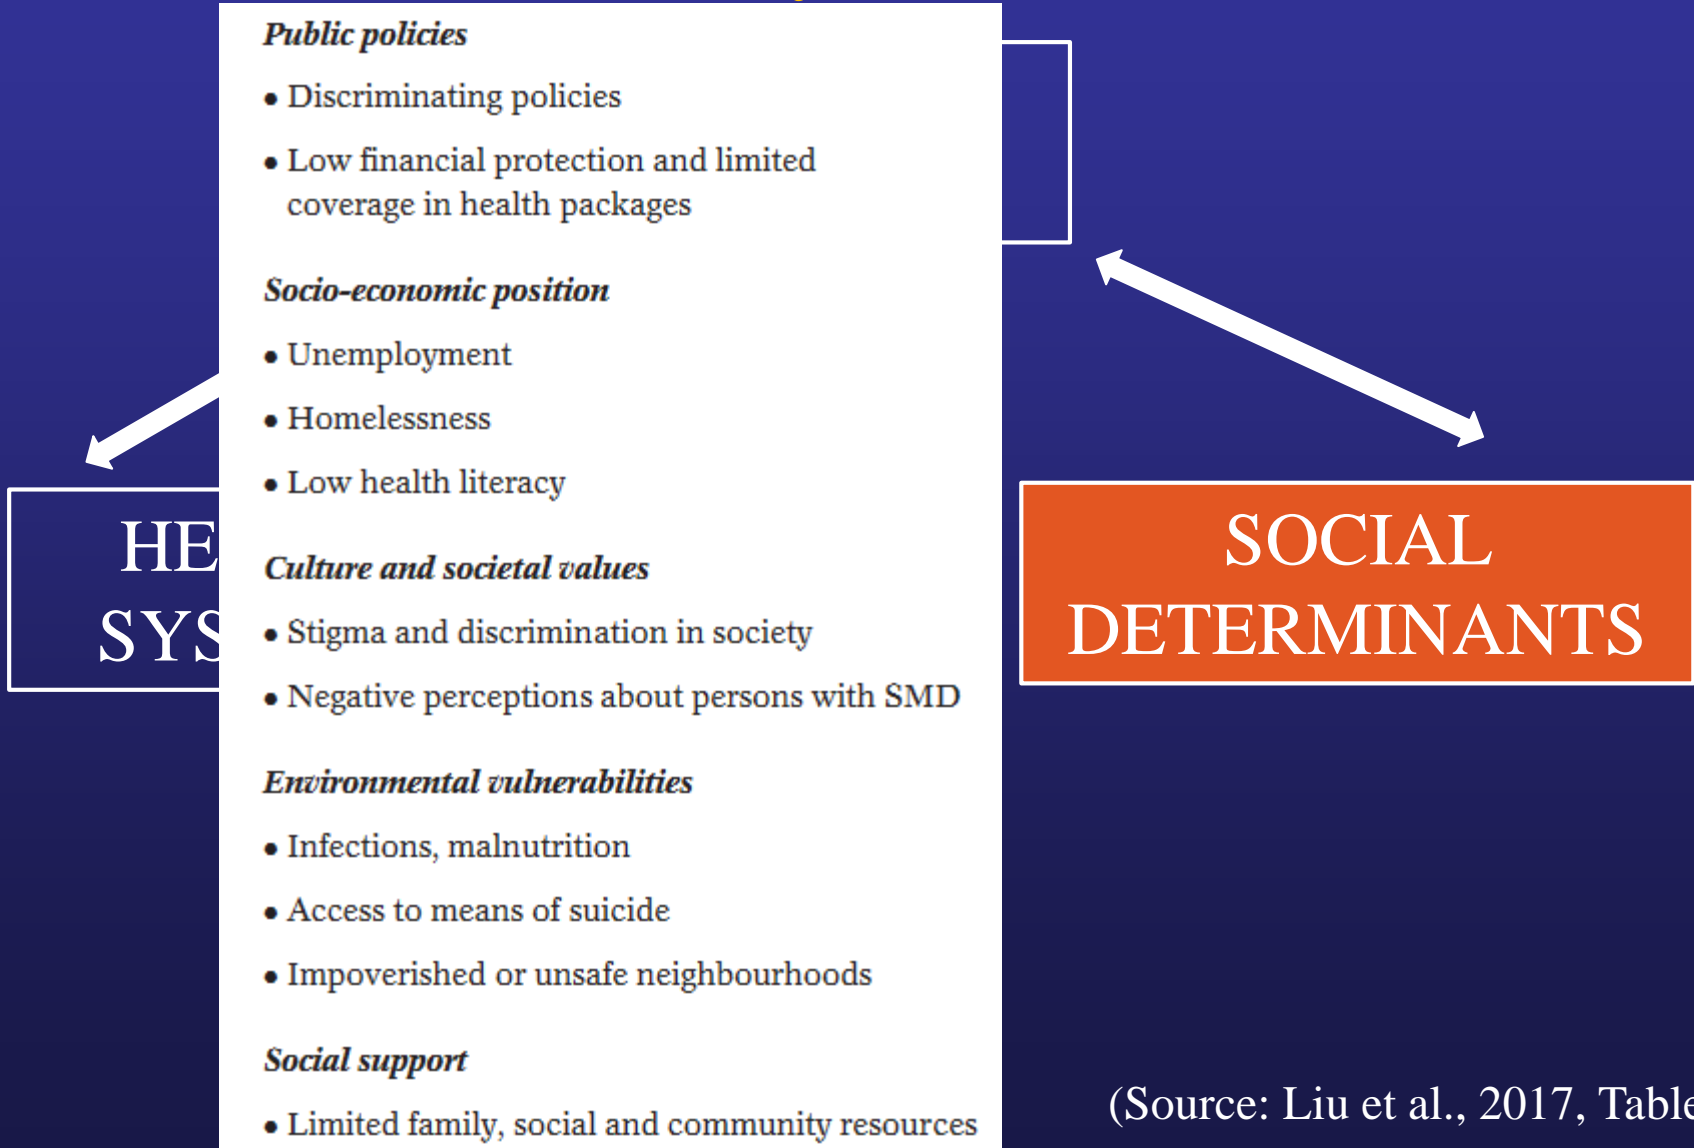 Public policies
• Discriminating policies
• Low financial protection and limited
coverage in health packages
Socio-economic position
• Unemployment
• Homelessness
• Low health literacy
Culture and societal values
• Stigma and discrimination in society
• Negative perceptions about persons with SMD
Environmental vulnerabilities
• Infections, malnutrition
• Access to means of suicide
• Impoverished or unsafe neighbourhoods
Social support
• Limited family, social and community resources
HE
SYS
SOCIAL
DETERMINANTS
(Source: Liu et al., 2017, Table